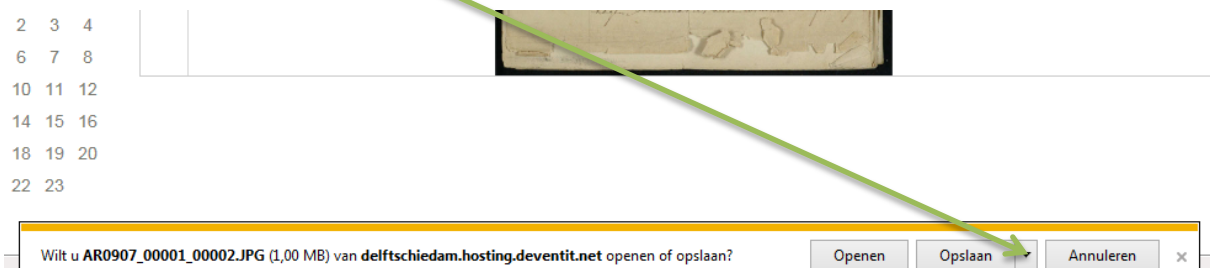 2 3 4
6 7 8
10 11 12
14 15 16
18 19 20
22 23
Wilt u AR0907_00001_00002.JPG (1,00 MB) van delftschiedam.hosting.deventit.net openen of opslaan?
Openen
Opslaan
Annuleren